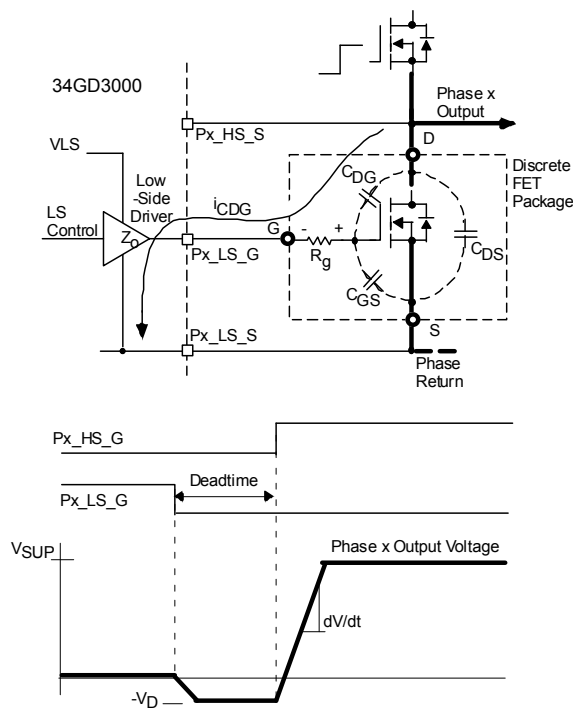 34GD3000
Phase x
Output
Px_HS_S
D
VLS
Discrete
FET
Package
Low
-Side
Driver
iCDG
CDG
LS
Control
ZO
G
-
+
Px_LS_G
Rg
CDS
CGS
Px_LS_S
S
Phase
Return
Px_HS_G
Deadtime
Px_LS_G
VSUP
Phase x Output Voltage
dV/dt
-VD